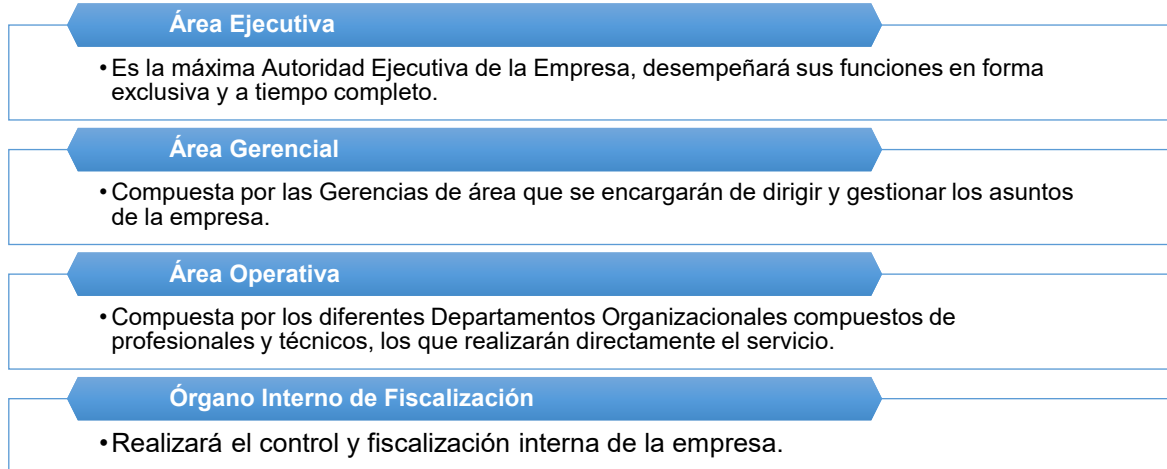 Área Ejecutiva
•Es la máxima Autoridad Ejecutiva de la Empresa, desempeñará sus funciones en forma
exclusiva y a tiempo completo.
Área Gerencial
•Compuesta por las Gerencias de área que se encargarán de dirigir y gestionar los asuntos
de la empresa.
Área Operativa
•Compuesta por los diferentes Departamentos Organizacionales compuestos de
profesionales y técnicos, los que realizarán directamente el servicio.
Órgano Interno de Fiscalización
•Realizará el control y fiscalización interna de la empresa.